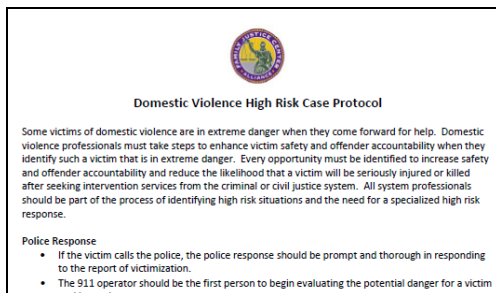 FAMILY JUSTICE CENTER
ALLIANCE
Domestic Violence High Risk Case Protocol
Some victims of domestic violence are in extreme danger when they come forward for help. Domestic
violence professionals must take steps to enhance victim safety and offender accountability when they
identify such a victim that is in extreme danger. Every opportunity must be identified to increase safety
and offender accountability and reduce the likelihood that a victim will be seriously injured or killed
after seeking intervention services from the criminal or civil justice system. All system professionals
should be part of the process of identifying high risk situations and the need for a specialized high risk
response.
Police Response
• If the victim calls the police, the police response should be prompt and thorough in responding
to the report of victimization.
• The 911 operator should be the first person to begin evaluating the potential danger for a victim